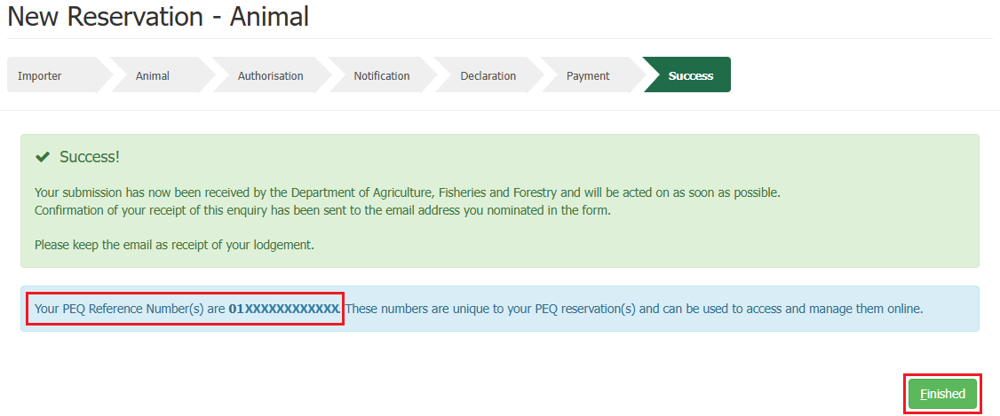 New Reservation - Animal
Importer
Animal
Authorisation
Notification
Declaration
Payment
Success
Success!
Your submission has now been received by the Department of Agriculture, Fisheries and Forestry and will be acted on as soon as possible.
Confirmation of your receipt of this enquiry has been sent to the email address you nominated in the form.
Please keep the email as receipt of your lodgement.
Your PEQ Reference Number(s) are 01XXXXXXXXXXXX. These numbers are unique to your PEQ reservation(s) and can be used to access and manage them online.
Finished